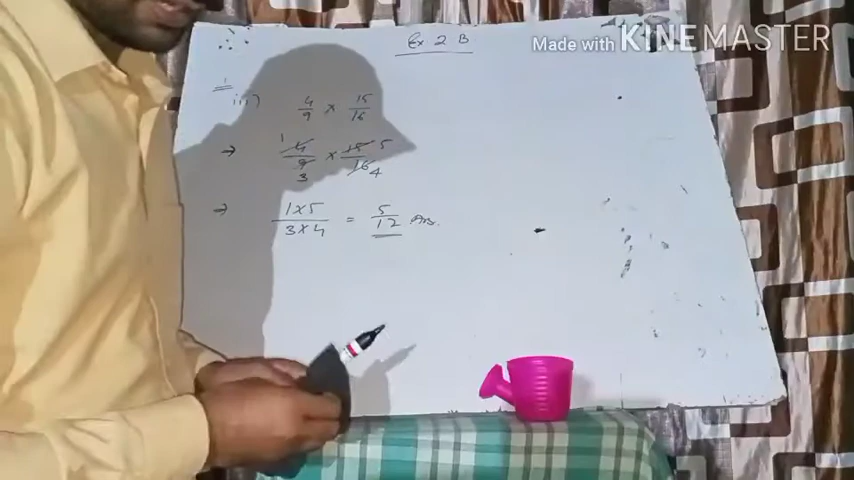 Ex 2 B
Made with KINEMASTER
1
iii) 4/9 × 15/16
→ 1 4/9 3 × 15/16 5 4
→ 1×5/3×4 = 5/12 Ans.